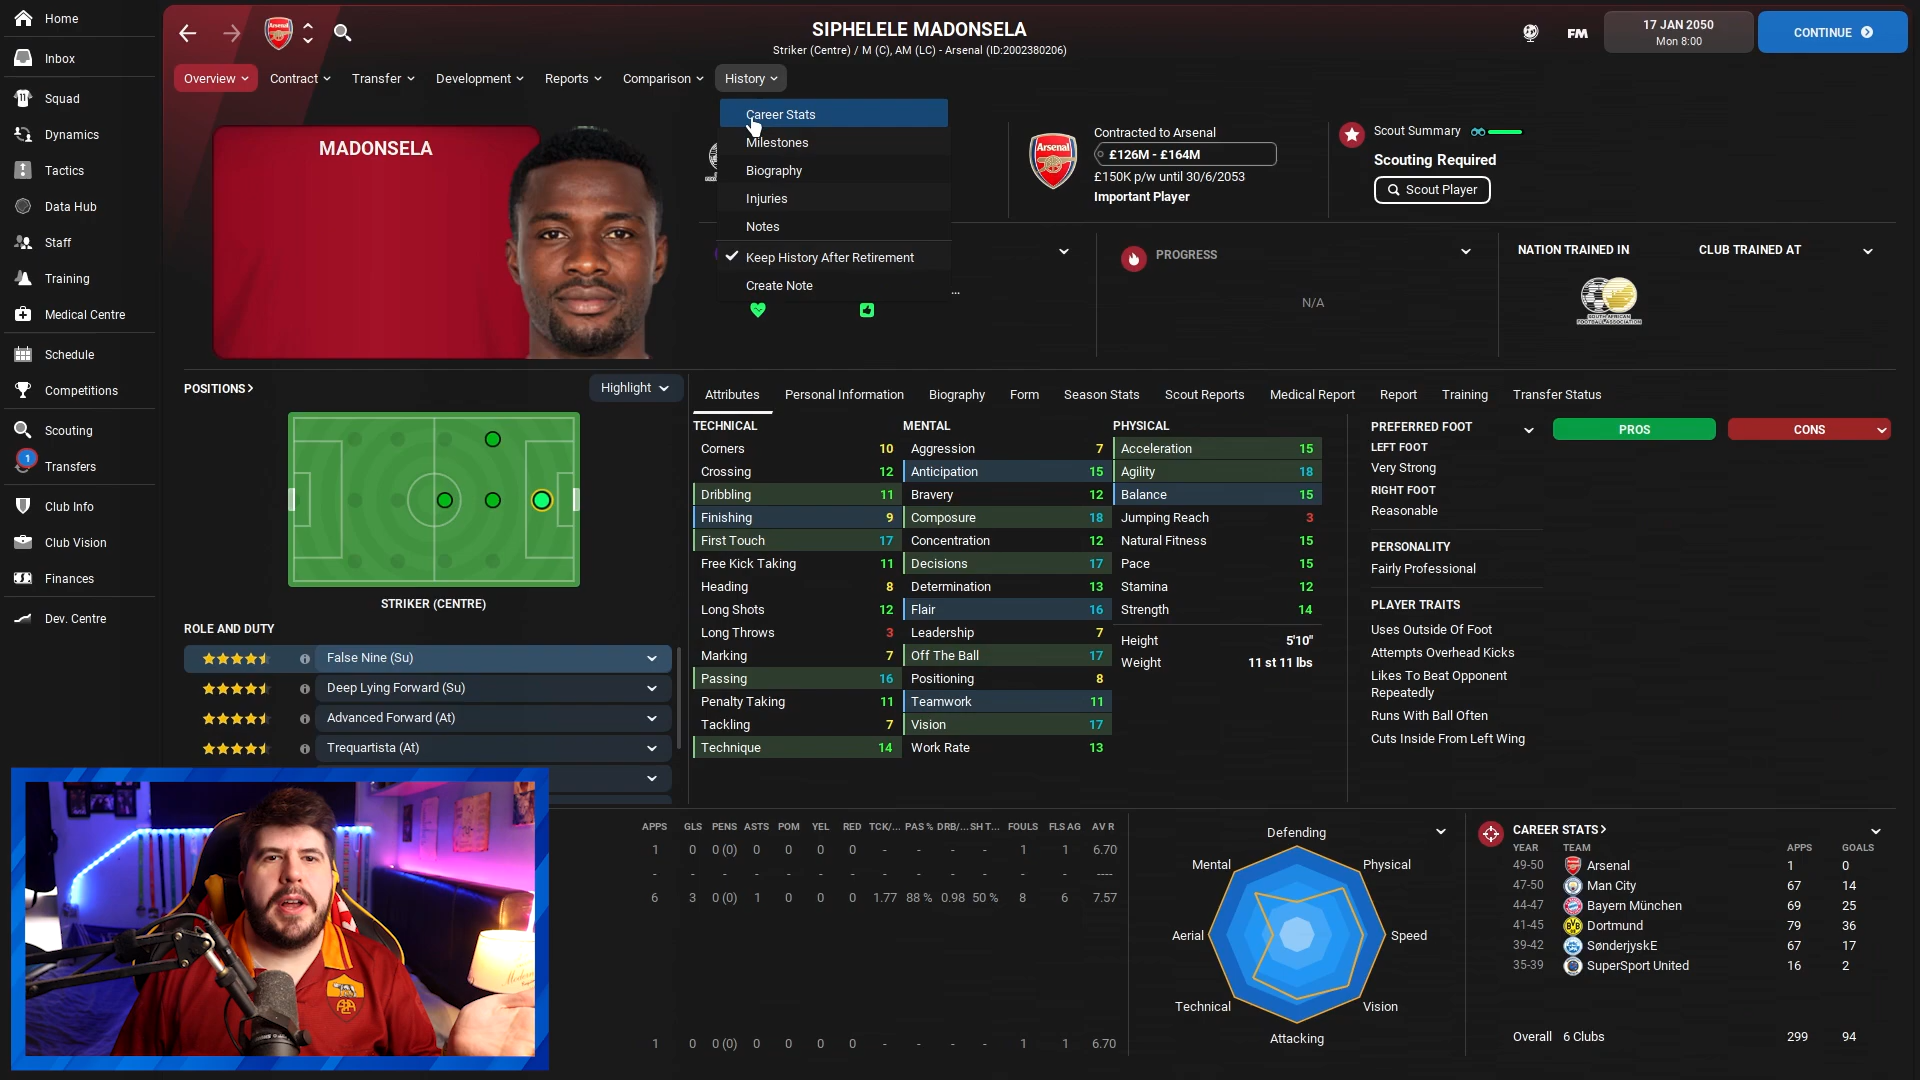 Home
Inbox
Squad
Dynamics
Tactics
Data Hub
Staff
Training
Medical Centre
Schedule
Competitions
Scouting
1
Transfers
Club Info
Club Vision
Finances
Dev. Centre
SIPHELELE MADONSELA
Striker (Centre) / M (C), AM (LC) - Arsenal (ID:2002380206)
FM
17 JAN 2050
Mon 8:00
CONTINUE
Overview
Contract
Transfer
Development
Reports
Comparison
History
Career Stats
Milestones
Biography
Injuries
Notes
Keep History After Retirement
Create Note
...
MADONSELA
Arsenal
Contracted to Arsenal
£126M - £164M
£150K p/w until 30/6/2053
Important Player
Scout Summary
Scouting Required
Scout Player
PROGRESS
N/A
NATION TRAINED IN
CLUB TRAINED AT
SOUTH AFRICAN
FOOTBALL ASSOCIATION
POSITIONS
Highlight
STRIKER (CENTRE)
ROLE AND DUTY
False Nine (Su)
Deep Lying Forward (Su)
Advanced Forward (At)
Trequartista (At)
Attributes Personal Information Biography Form Season Stats Scout Reports Medical Report Report Training Transfer Status
TECHNICAL
Corners 10
Crossing 12
Dribbling 11
Finishing 9
First Touch 17
Free Kick Taking 11
Heading 8
Long Shots 12
Long Throws 3
Marking 7
Passing 16
Penalty Taking 11
Tackling 7
Technique 14
MENTAL
Aggression 7
Anticipation 15
Bravery 12
Composure 18
Concentration 12
Decisions 17
Determination 13
Flair 16
Leadership 7
Off The Ball 17
Positioning 8
Teamwork 11
Vision 17
Work Rate 13
PHYSICAL
Acceleration 15
Agility 18
Balance 15
Jumping Reach 3
Natural Fitness 15
Pace 15
Stamina 12
Strength 14
Height 5'10"
Weight 11 st 11 lbs
PREFERRED FOOT
LEFT FOOT
Very Strong
RIGHT FOOT
Reasonable
PERSONALITY
Fairly Professional
PLAYER TRAITS
Uses Outside Of Foot
Attempts Overhead Kicks
Likes To Beat Opponent
Repeatedly
Runs With Ball Often
Cuts Inside From Left Wing
PROS
CONS
APPS GLS PENS ASTS POM YEL RED TCK/... PAS % DRB/... SH T... FOULS FLS AG AV R
1 0 0 (0) 0 0 0 0 - - - - 1 1 6.70
- - - - - - - - - - - - - ----
6 3 0 (0) 1 0 0 0 1.77 88 % 0.98 50 % 8 6 7.57
1 0 0 (0) 0 0 0 0 - - - - 1 1 6.70
Defending
Physical
Speed
Vision
Attacking
Technical
Aerial
Mental
CAREER STATS
YEAR TEAM APPS GOALS
49-50 Arsenal 1 0
47-50 Man City 67 14
44-47 Bayern München 69 25
41-45 Dortmund 79 36
39-42 SønderjyskE 67 17
35-39 SuperSport United 16 2
Overall 6 Clubs 299 94